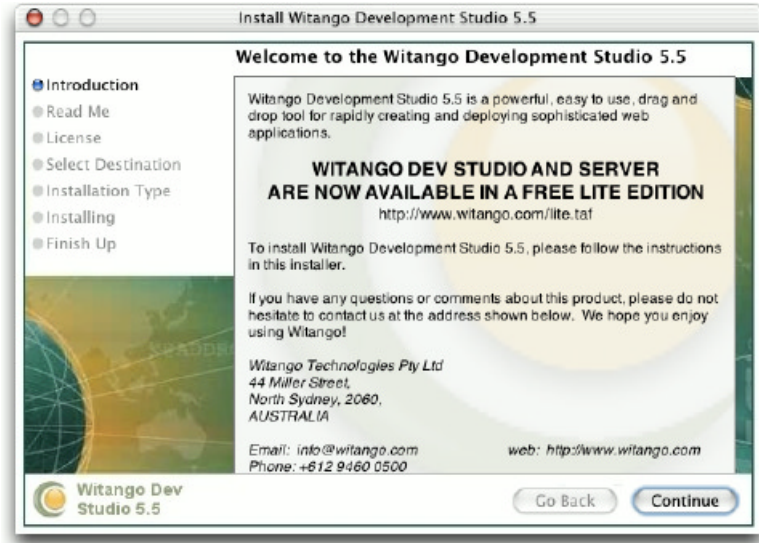 Install Witango Development Studio 5.5
Welcome to the Witango Development Studio 5.5
Introduction
Read Me
License
Select Destination
Installation Type
Installing
Finish Up
Witango Development Studio 5.5 is a powerful, easy to use, drag and
drop tool for rapidly creating and deploying sophisticated web
applications.
WITANGO DEV STUDIO AND SERVER
ARE NOW AVAILABLE IN A FREE LITE EDITION
http://www.witango.com/lite.taf
To install Witango Development Studio 5.5, please follow the instructions
in this installer.
If you have any questions or comments about this product, please do not
hesitate to contact us at the address shown below. We hope you enjoy
using Witango!
Witango Technologies Pty Ltd
44 Miller Street,
North Sydney, 2060,
AUSTRALIA
Email: info@witango.com web: http://www.witango.com
Phone: +612 9460 0500
Witango Dev
Studio 5.5
Go Back Continue